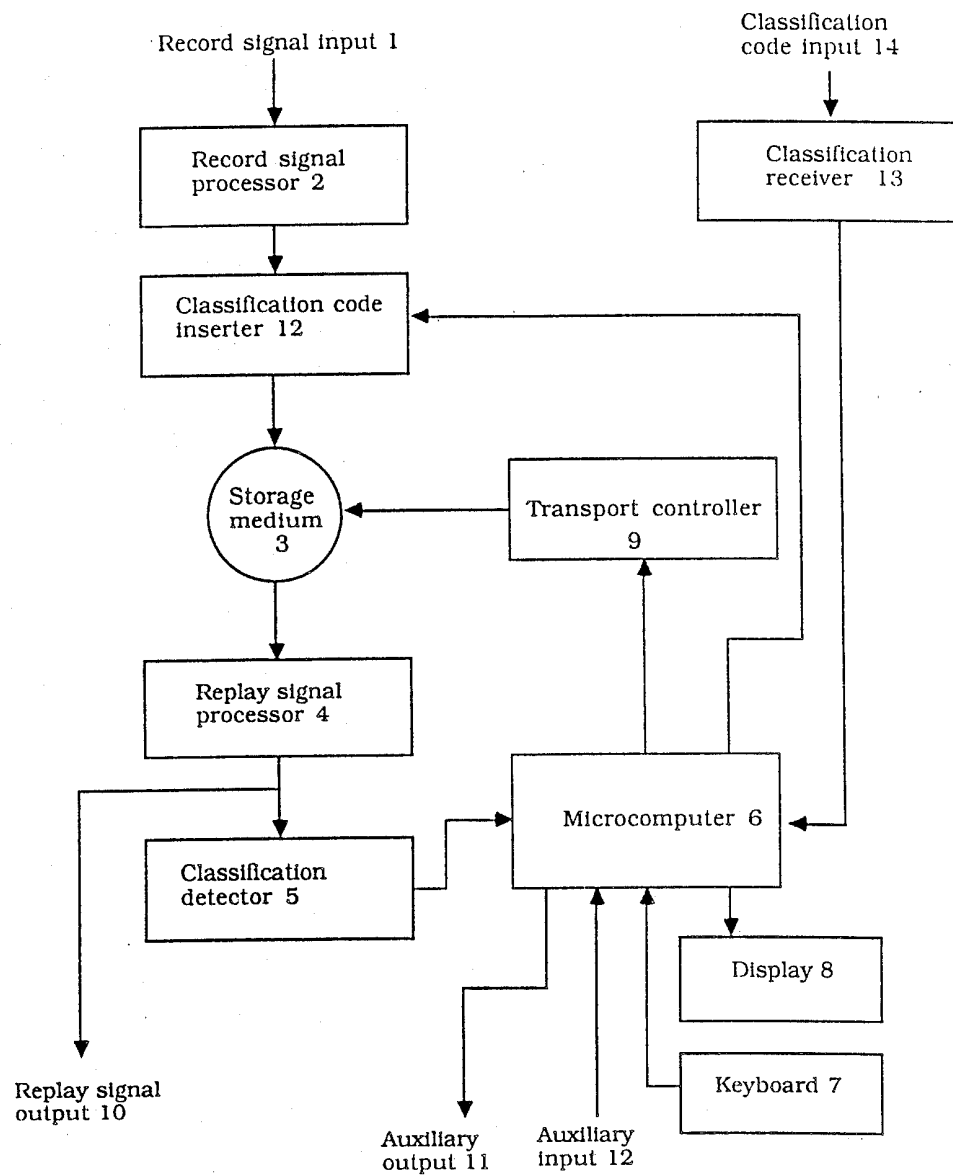 Record signal input 1
Classification
code input 14
Record signal
processor 2
Classification
receiver 13
Classification code
inserter 12
Storage
medium
3
Transport controller
9
Replay signal
processor 4
Microcomputer 6
Classification
detector 5
Display 8
Keyboard 7
Replay signal
output 10
Auxiliary
output 11
Auxiliary
input 12